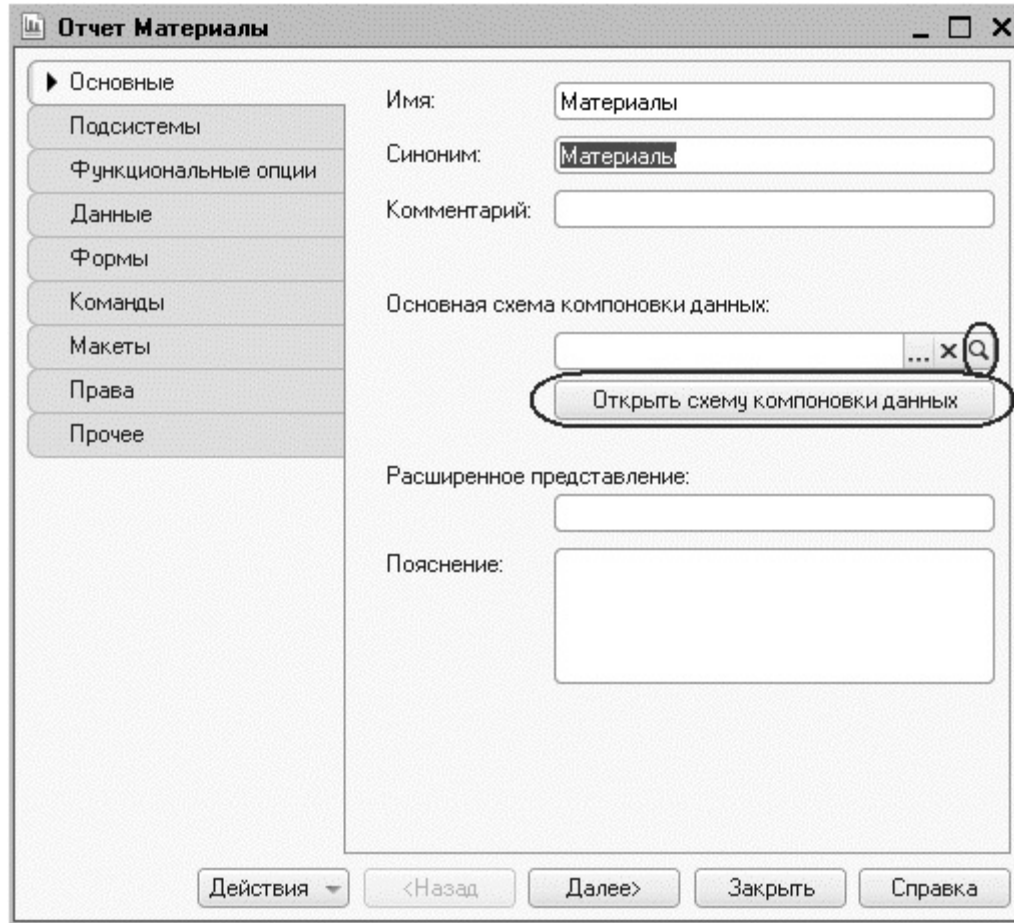 Отчет Материалы
Основные
Подсистемы
Функциональные опции
Данные
Формы
Команды
Макеты
Права
Прочее
Имя: Материалы
Синоним: Материалы
Комментарий:
Основная схема компоновки данных:
...
Открыть схему компоновки данных
Расширенное представление:
Пояснение:
Действия <Назад Далее> Закрыть Справка